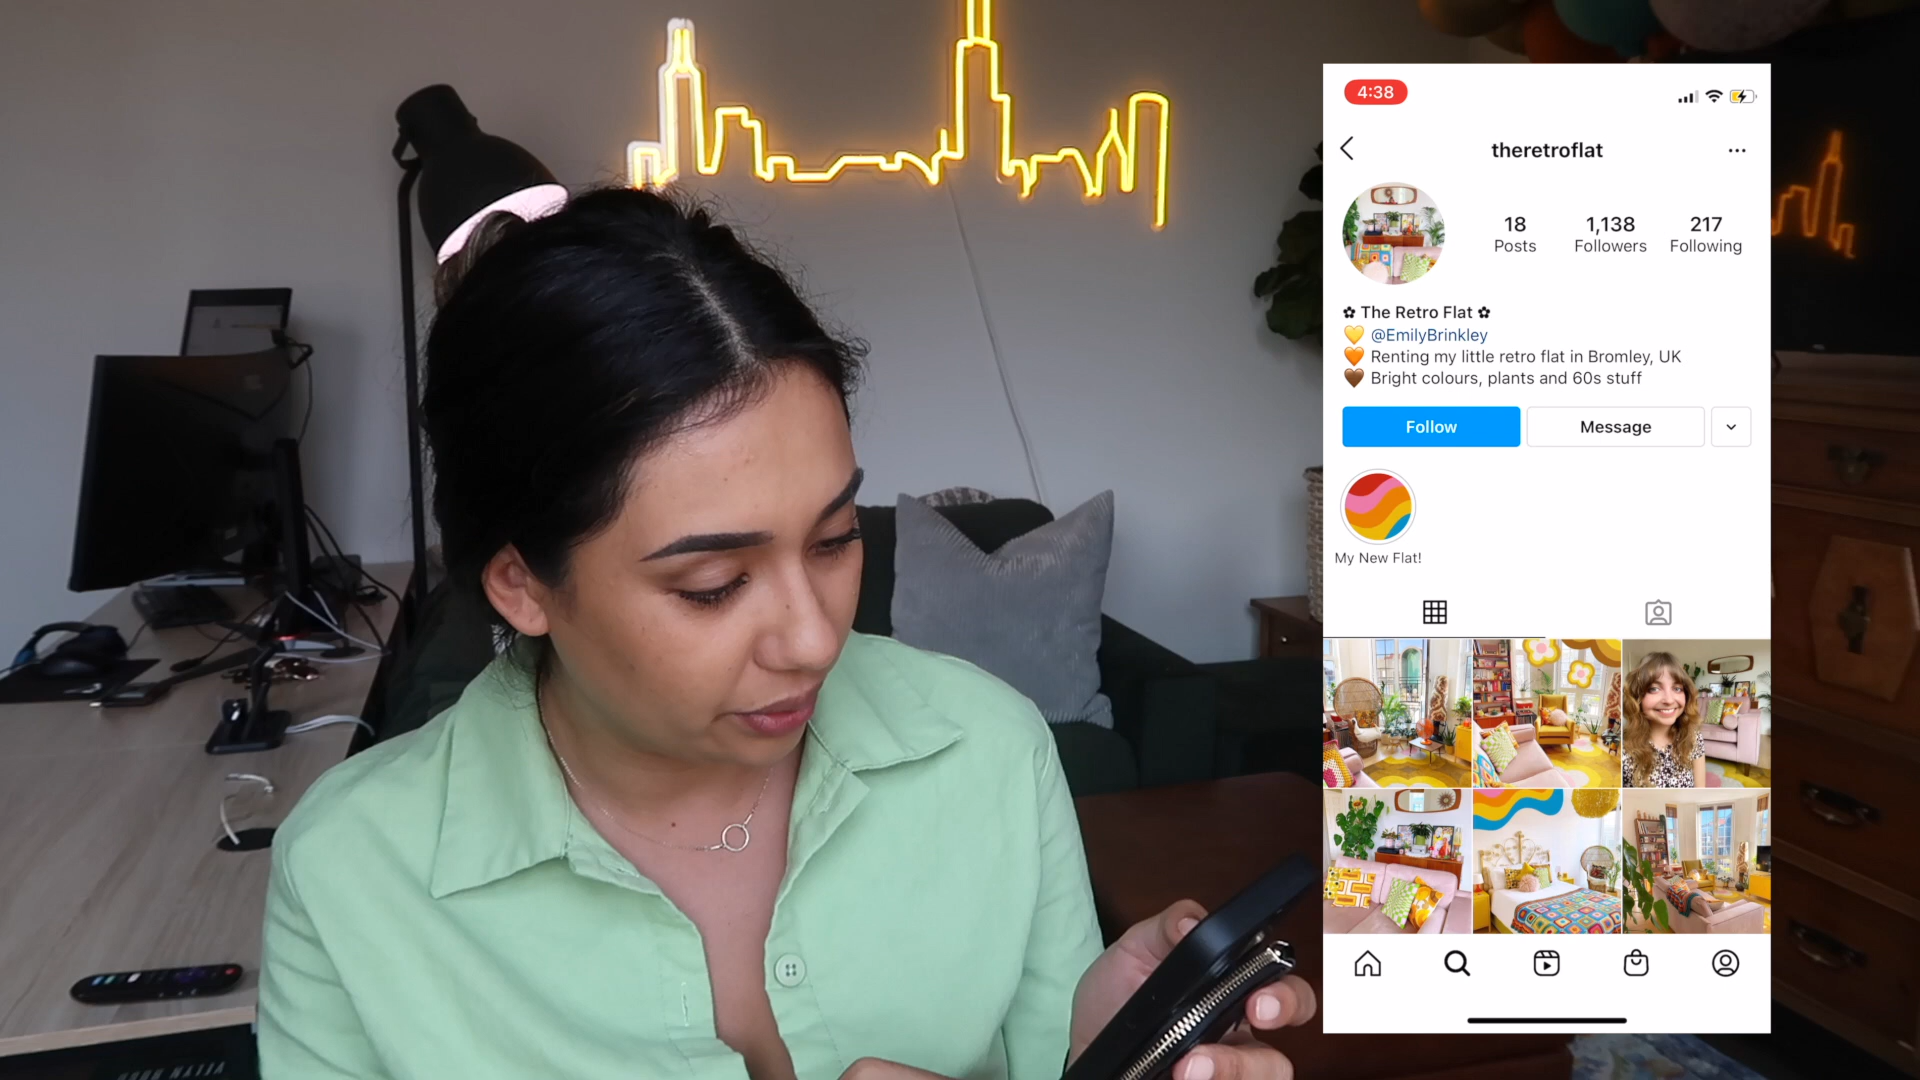 4:38
theretroflat
18
Posts
1,138
Followers
217
Following
✿ The Retro Flat ✿
💛 @EmilyBrinkley
🧡 Renting my little retro flat in Bromley, UK
🤎 Bright colours, plants and 60s stuff
Follow
Message
My New Flat!